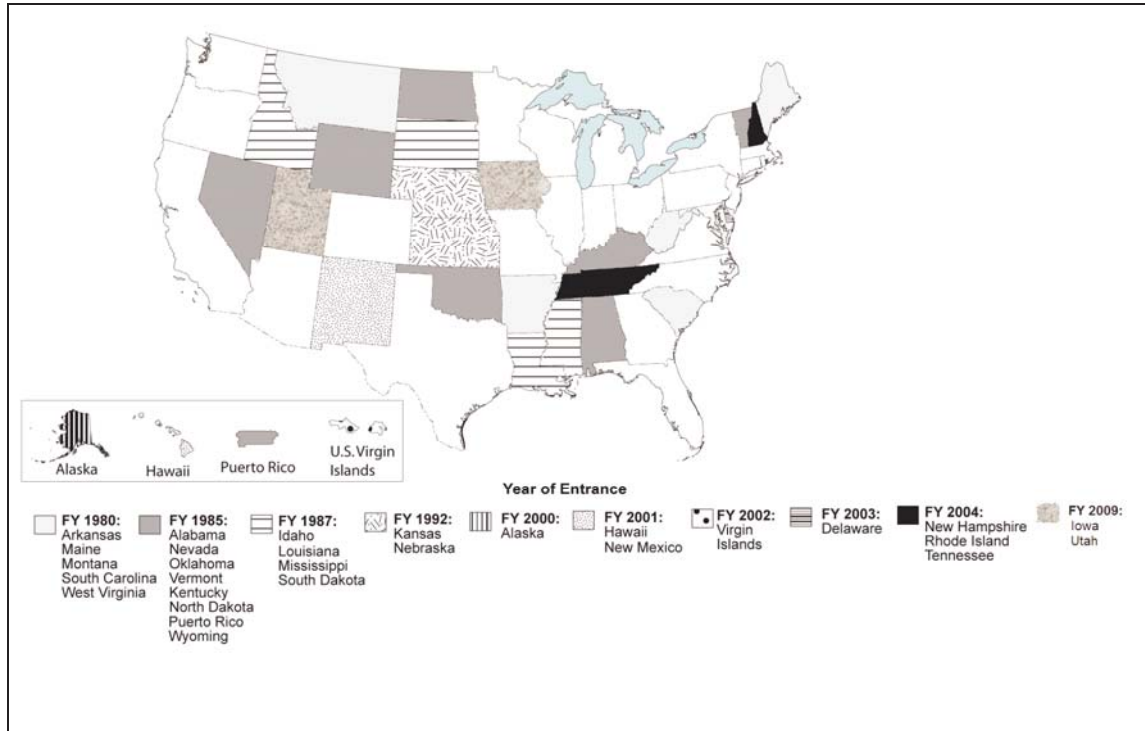 Alaska
Hawaii
Puerto Rico
U.S. Virgin
Islands
Year of Entrance
FY 1980:
Arkansas
Maine
Montana
South Carolina
West Virginia
FY 1985:
Alabama
Nevada
Oklahoma
Vermont
Kentucky
North Dakota
Puerto Rico
Wyoming
FY 1987:
Idaho
Louisiana
Mississippi
South Dakota
FY 1992:
Kansas
Nebraska
FY 2000:
Alaska
FY 2001:
Hawaii
New Mexico
FY 2002:
Virgin
Islands
FY 2003:
Delaware
FY 2004:
New Hampshire
Rhode Island
Tennessee
FY 2009:
Iowa
Utah